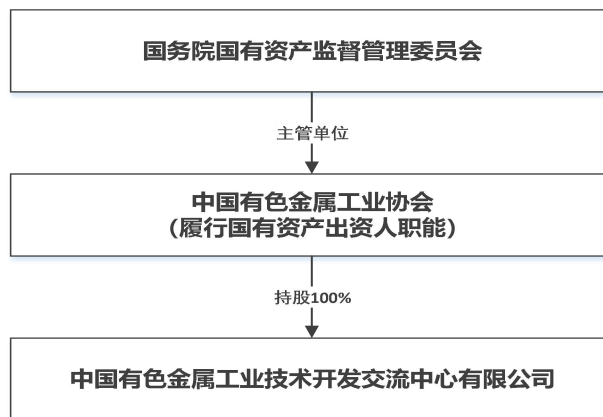 国务院国有资产监督管理委员会
主管单位
中国有色金属工业协会
(履行国有资产出资人职能)
持股100%
中国有色金属工业技术开发交流中心有限公司